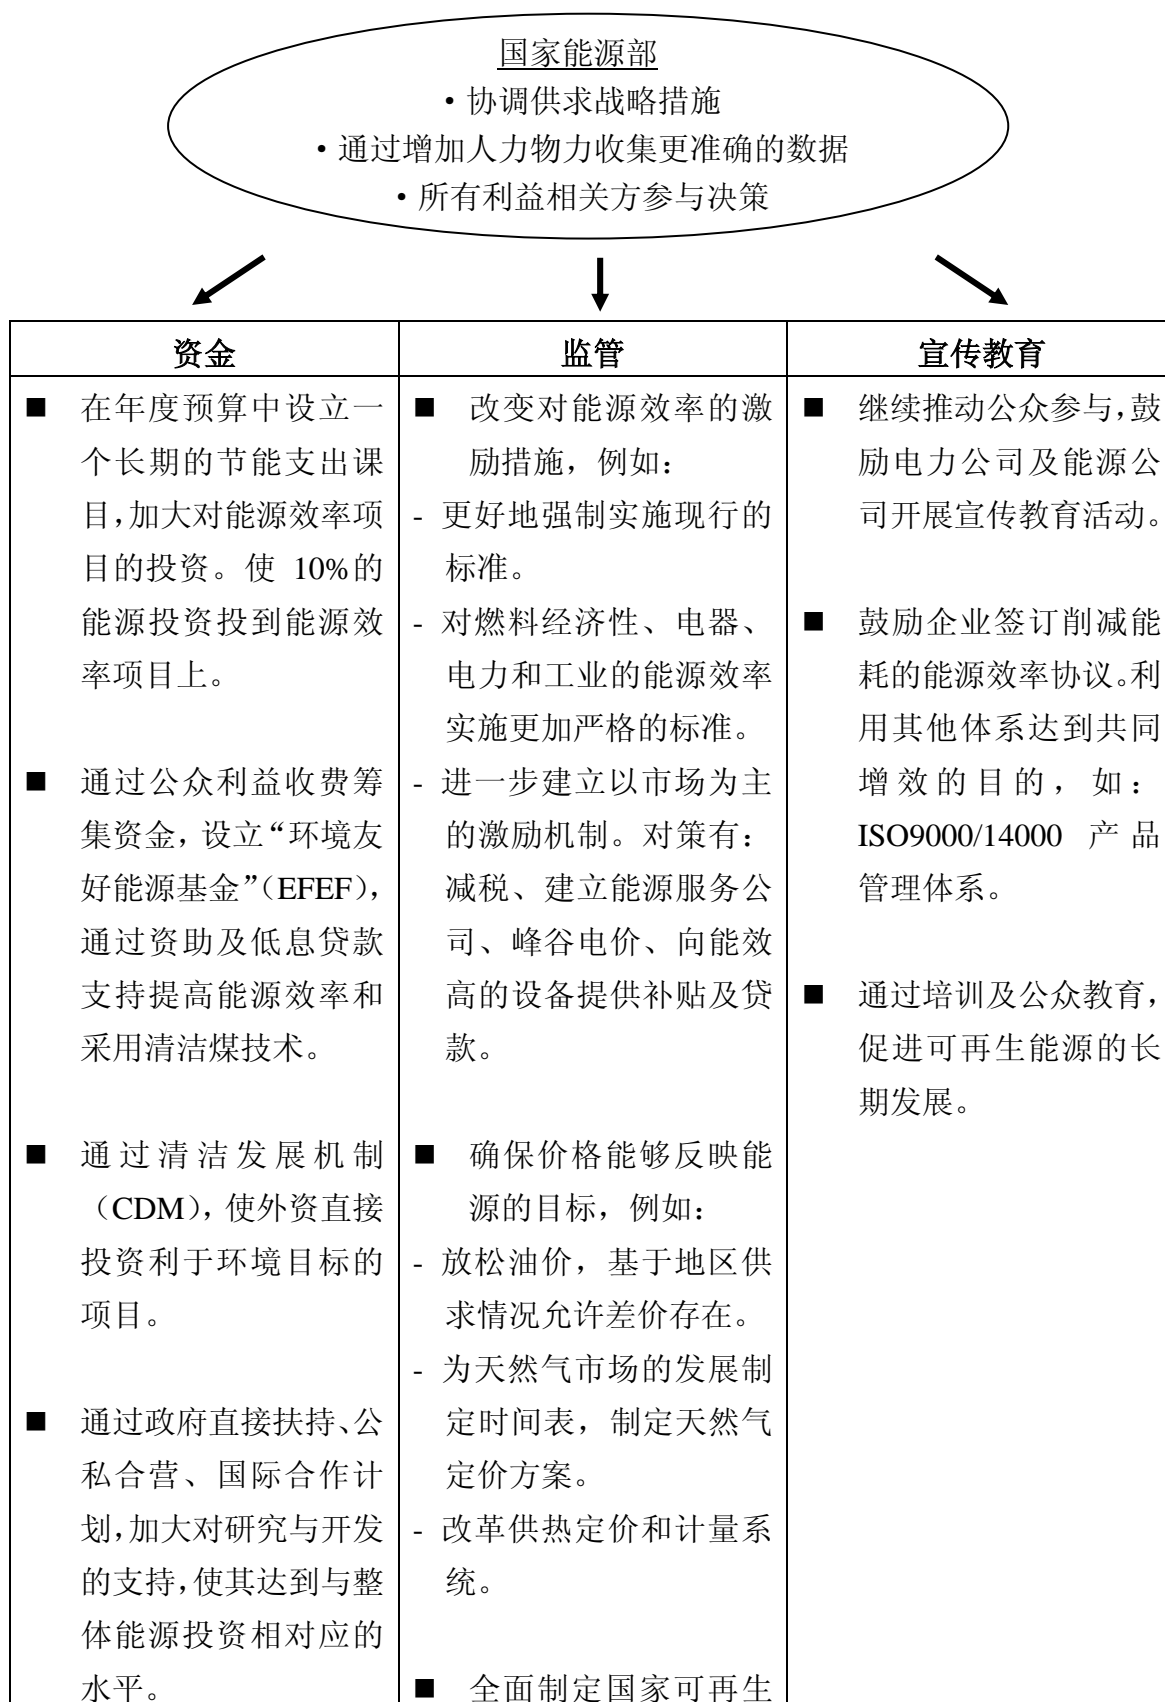 国家能源部
·协调供求战略措施
·通过增加人力物力收集更准确的数据
·所有利益相关方参与决策
资金
■ 在年度预算中设立一
个长期的节能支出课
目,加大对能源效率项
目的投资。使 10%的
能源投资投到能源效
率项目上。
■ 通过公众利益收费筹
集资金,设立“环境友
好能源基金”(EFEF),
通过资助及低息贷款
支持提高能源效率和
采用清洁煤技术。
■ 通过清洁发展机制
(CDM),使外资直接
投资利于环境目标的
项目。
■ 通过政府直接扶持、公
私合营、国际合作计
划,加大对研究与开发
的支持,使其达到与整
体能源投资相对应的
水平。
监管
■ 改变对能源效率的激
励措施,例如:
- 更好地强制实施现行的
标准。
- 对燃料经济性、电器、
电力和工业的能源效率
实施更加严格的标准。
- 进一步建立以市场为主
的激励机制。对策有:
减税、建立能源服务公
司、峰谷电价、向能效
高的设备提供补贴及贷
款。
■ 确保价格能够反映能
源的目标,例如:
- 放松油价,基于地区供
求情况允许差价存在。
- 为天然气市场的发展制
定时间表,制定天然气
定价方案。
- 改革供热定价和计量系
统。
■ 全面制定国家可再生
宣传教育
■ 继续推动公众参与,鼓
励电力公司及能源公
司开展宣传教育活动。
■ 鼓励企业签订削减能
耗的能源效率协议。利
用其他体系达到共同
增效的目的,如:
ISO9000/14000 产品
管理体系。
■ 通过培训及公众教育,
促进可再生能源的长
期发展。